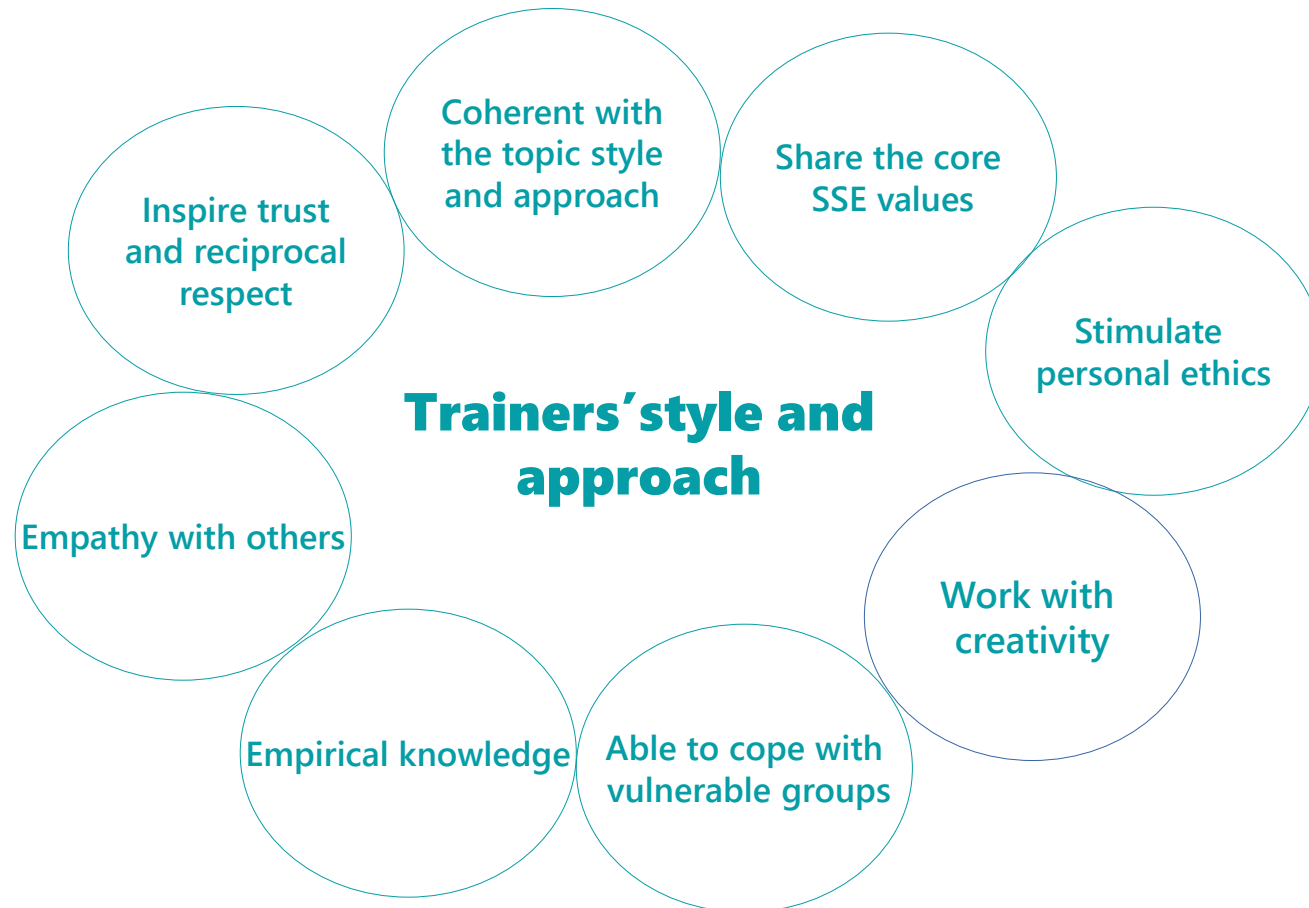 Coherent with
the topic style
and approach
Share the core
SSE values
Inspire trust
and reciprocal
respect
Stimulate
personal ethics
Trainers´style and
approach
Empathy with others
Work with
creativity
Empirical knowledge
Able to cope with
vulnerable groups